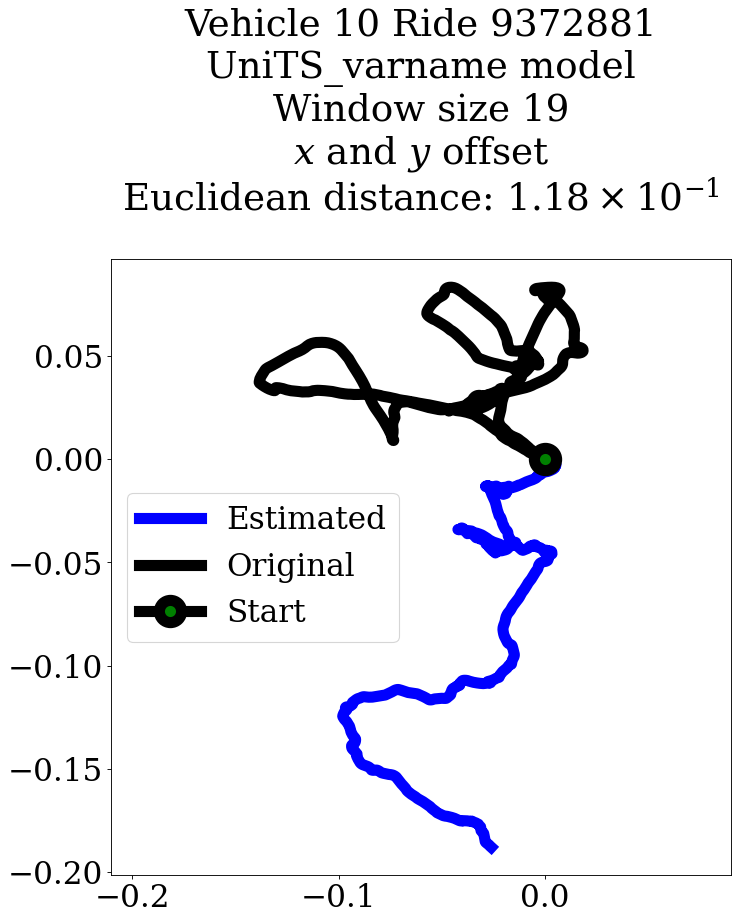 Vehicle 10 Ride 9372881
UniTS_varname model
Window size 19
x and y offset
Euclidean distance: 1.18 × 10⁻¹
0.05
0.00
−0.05
−0.10
−0.15
−0.20
Estimated
Original
Start
−0.2
−0.1
0.0